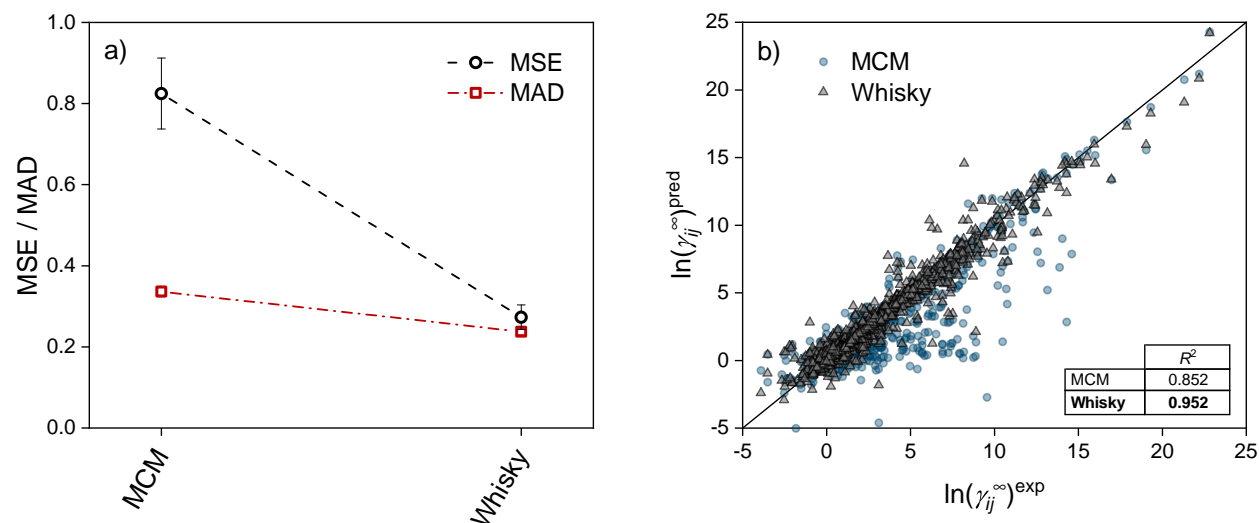 a)
MSE
MAD
1.0
0.8
0.6
0.4
0.2
0.0
MSE / MAD
MCM
Whisky
b)
MCM
Whisky
25
20
15
10
5
0
-5
ln(γij∞)pred
R2
MCM 0.852
Whisky 0.952
-5 0 5 10 15 20 25
ln(γij∞)exp